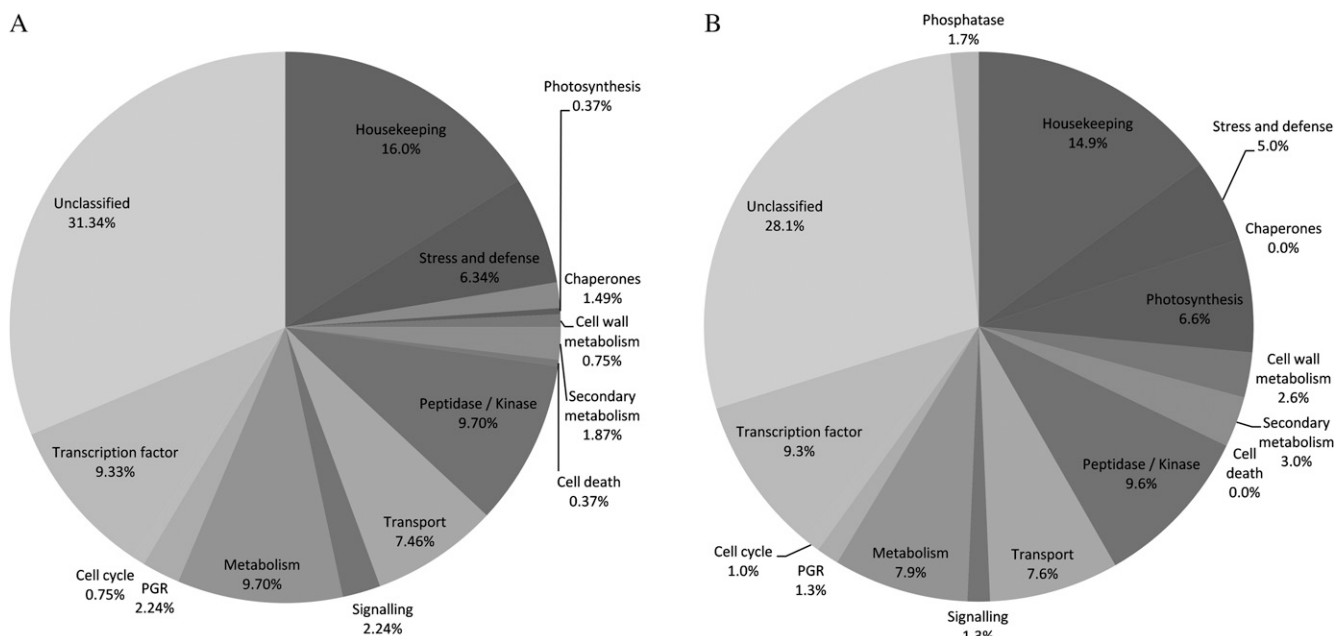 A
Housekeeping
16.0%
Photosynthesis
0.37%
Stress and defense
6.34%
Chaperones
1.49%
Cell wall
metabolism
0.75%
Secondary
metabolism
1.87%
Cell death
0.37%
Peptidase / Kinase
9.70%
Transport
7.46%
Signalling
2.24%
Metabolism
9.70%
PGR
2.24%
Cell cycle
0.75%
Transcription factor
9.33%
Unclassified
31.34%
B
Phosphatase
1.7%
Housekeeping
14.9%
Stress and defense
5.0%
Chaperones
0.0%
Photosynthesis
6.6%
Cell wall
metabolism
2.6%
Secondary
metabolism
3.0%
Cell
death
0.0%
Peptidase / Kinase
9.6%
Transport
7.6%
Signalling
1.3%
Metabolism
7.9%
PGR
1.3%
Cell cycle
1.0%
Transcription factor
9.3%
Unclassified
28.1%